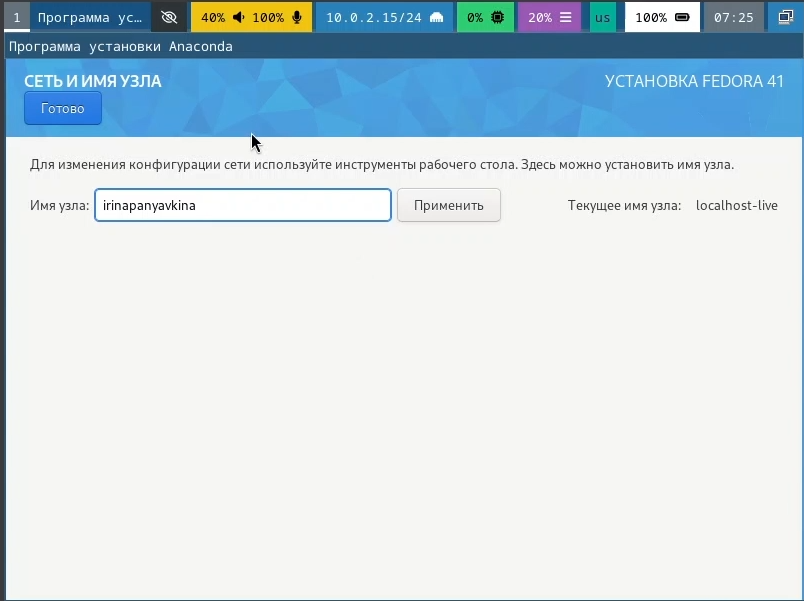 1 Программа ус… 40% 100% 10.0.2.15/24 0% 20% us 100% 07:25
Программа установки Anaconda
СЕТЬ И ИМЯ УЗЛА УСТАНОВКА FEDORA 41
Готово
Для изменения конфигурации сети используйте инструменты рабочего стола. Здесь можно установить имя узла.
Имя узла: irinapanyavkina Применить Текущее имя узла: localhost-live